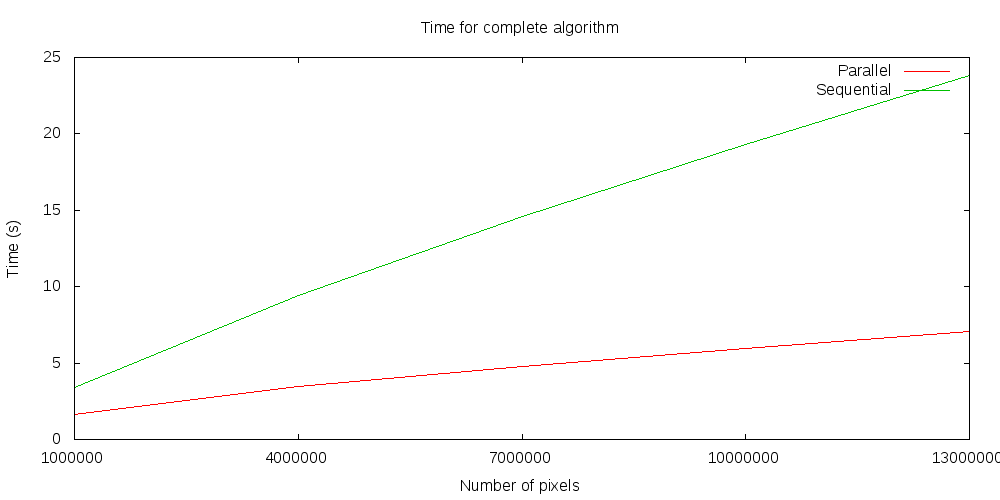 Time for complete algorithm
25
Parallel
Sequential
20
15
Time (s)
10
5
0
1000000 4000000 7000000 10000000 13000000
Number of pixels